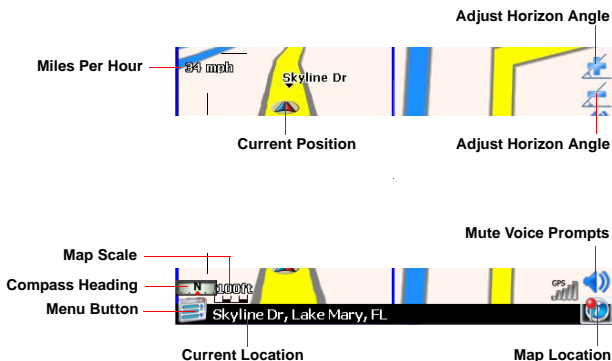 Adjust Horizon Angle
Miles Per Hour
34 mph
Skyline Dr
Current Position
Adjust Horizon Angle
Mute Voice Prompts
Map Scale
Compass Heading
N
100ft
GPS
Menu Button
Skyline Dr, Lake Mary, FL
Current Location
Map Location